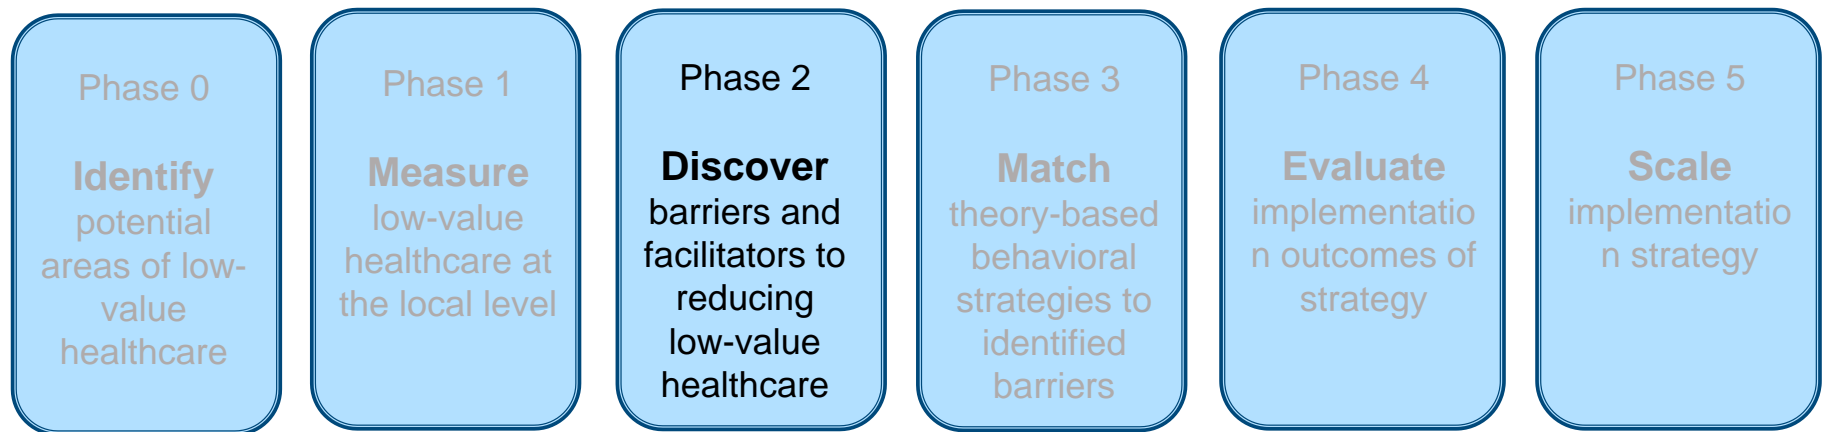 Phase 0
Identify
potential
areas of low-
value
healthcare
Phase 1
Measure
low-value
healthcare at
the local level
Phase 2
Discover
barriers and
facilitators to
reducing
low-value
healthcare
Phase 3
Match
theory-based
behavioral
strategies to
identified
barriers
Phase 4
Evaluate
implementatio
n outcomes of
strategy
Phase 5
Scale
implementatio
n strategy